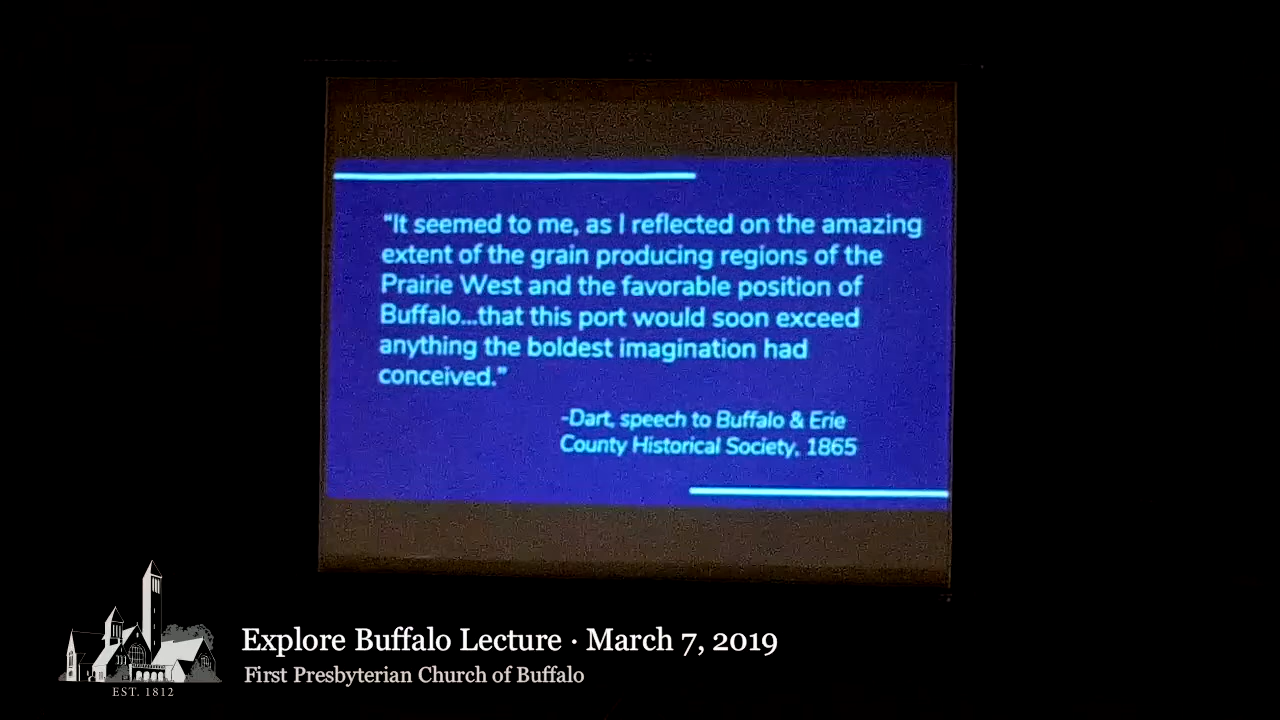 "It seemed to me, as I reflected on the amazing
extent of the grain producing regions of the
Prairie West and the favorable position of
Buffalo...that this port would soon exceed
anything the boldest imagination had
conceived."
-Dart, speech to Buffalo & Erie
County Historical Society, 1865
Explore Buffalo Lecture · March 7, 2019
First Presbyterian Church of Buffalo
EST. 1812